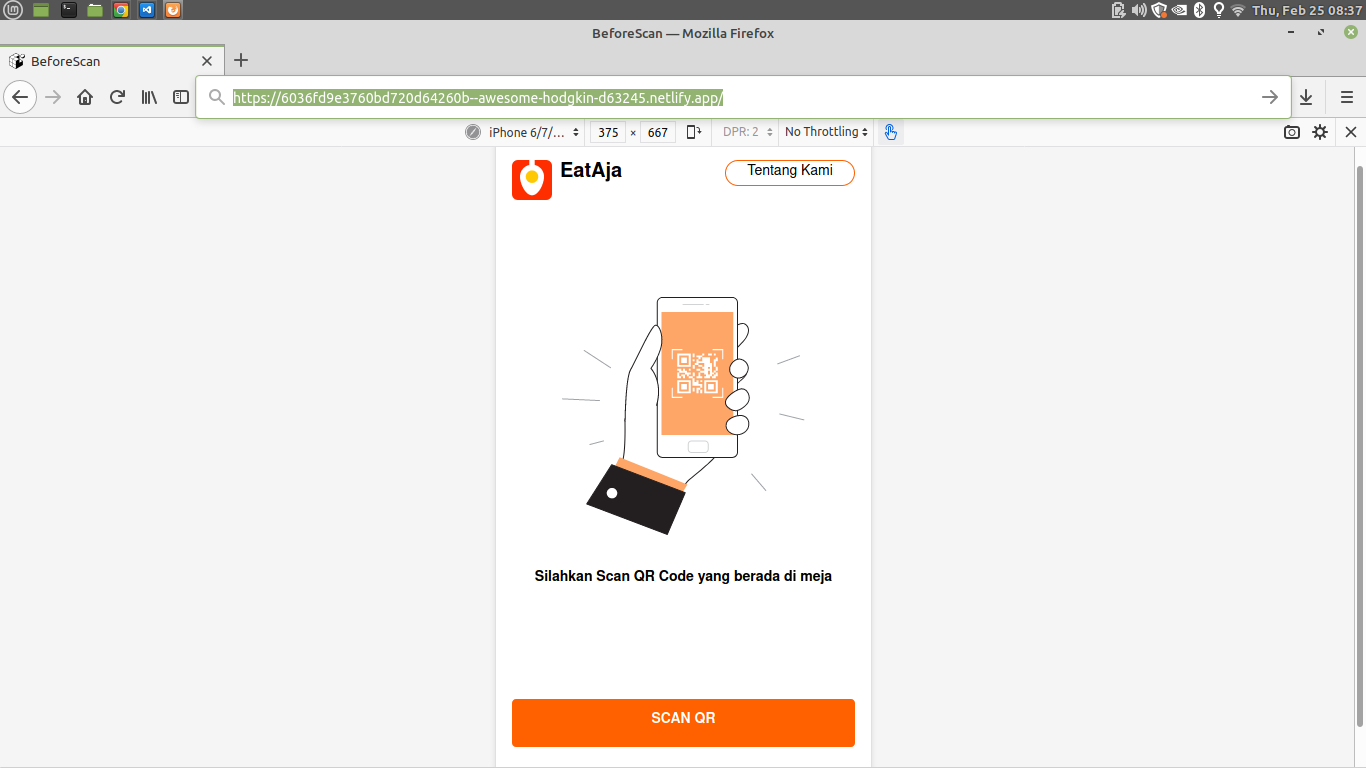 Thu, Feb 25 08:37
BeforeScan — Mozilla Firefox
BeforeScan
https://6036fd9e3760bd720d64260b--awesome-hodgkin-d63245.netlify.app/
iPhone 6/7/... 375 × 667 DPR: 2 No Throttling
EatAja
Tentang Kami
Silahkan Scan QR Code yang berada di meja
SCAN QR